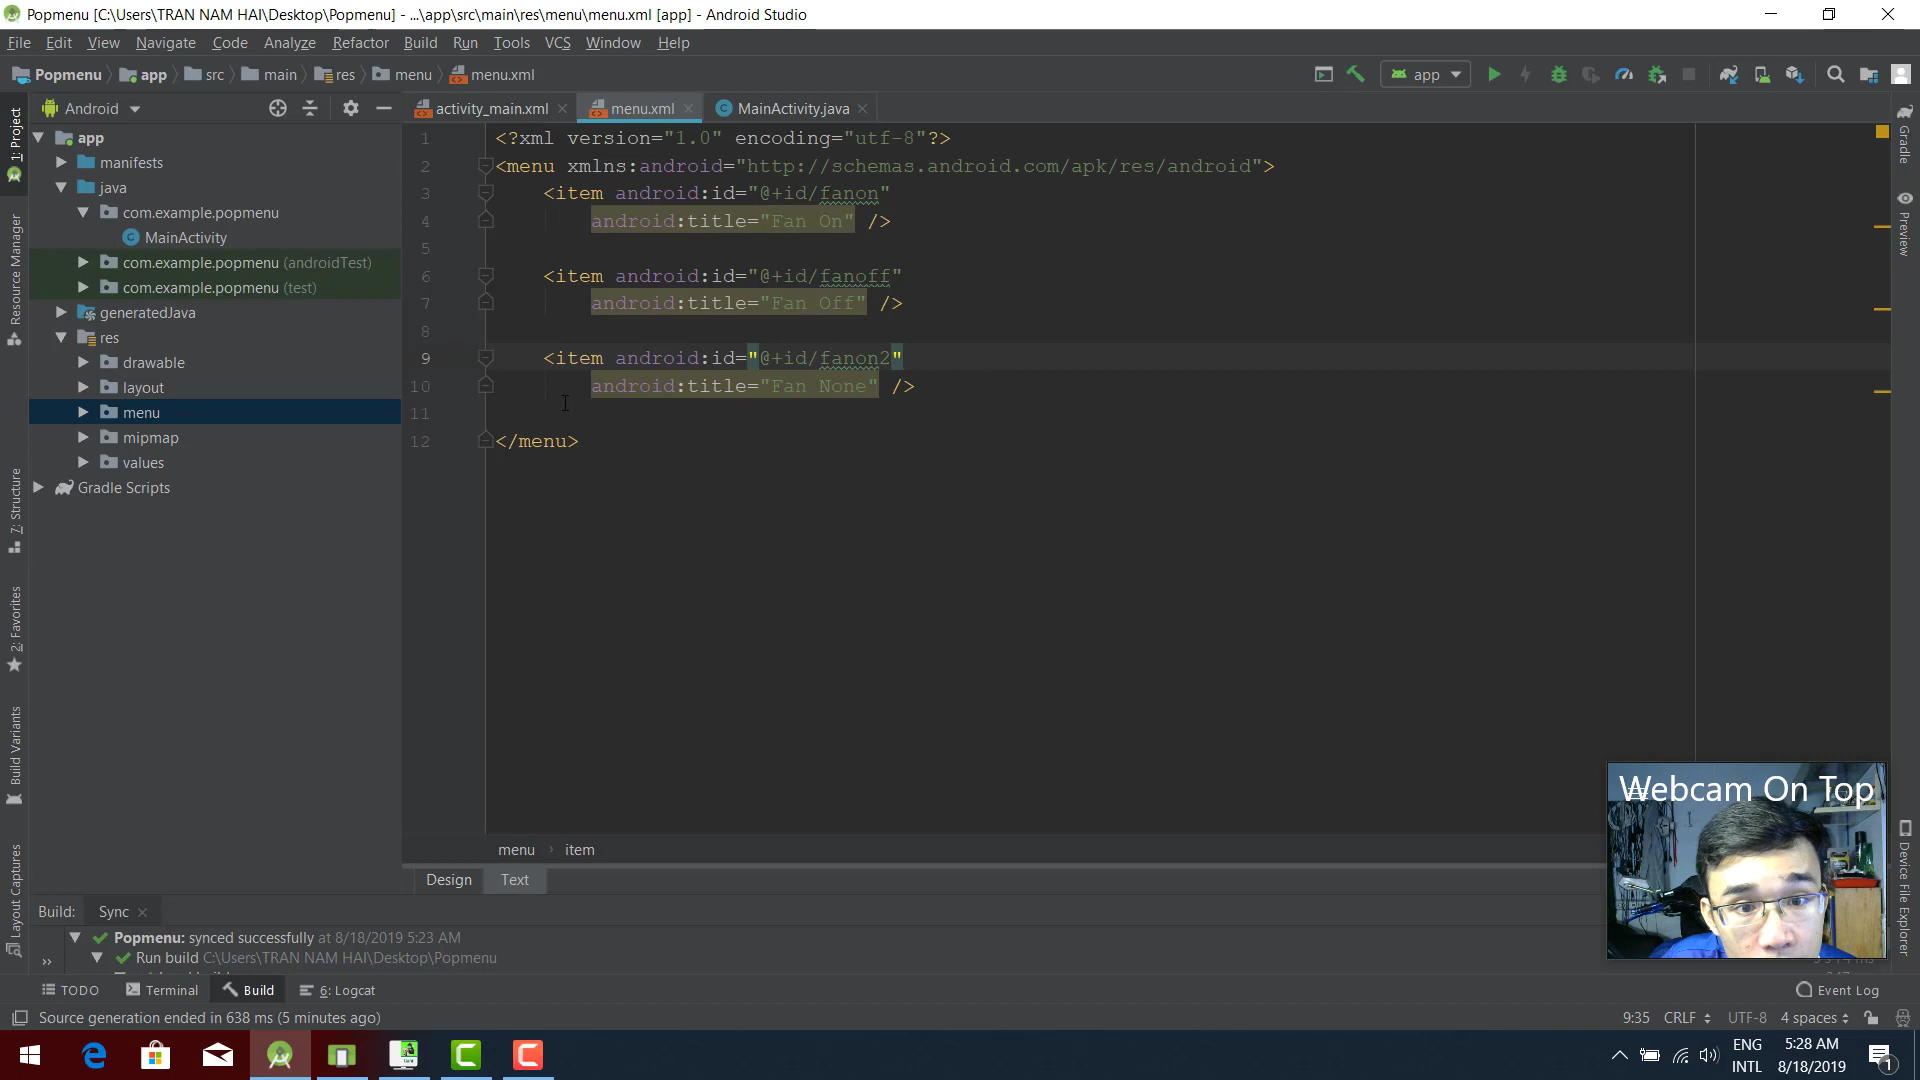 Popmenu [C:\Users\TRAN NAM HAI\Desktop\Popmenu] - ...\app\src\main\res\menu\menu.xml [app] - Android Studio
File Edit View Navigate Code Analyze Refactor Build Run Tools VCS Window Help
Popmenu app src main res menu menu.xml app
Android activity_main.xml menu.xml MainActivity.java
app
manifests
java
com.example.popmenu
MainActivity
com.example.popmenu (androidTest)
com.example.popmenu (test)
generatedJava
res
drawable
layout
menu
mipmap
values
Gradle Scripts
1: Project
Resource Manager
7: Structure
2: Favorites
Build Variants
Layout Captures
1 <?xml version="1.0" encoding="utf-8"?>
2 <menu xmlns:android="http://schemas.android.com/apk/res/android">
3 <item android:id="@+id/fanon"
4 android:title="Fan On" />
5
6 <item android:id="@+id/fanoff"
7 android:title="Fan Off" />
8
9 <item android:id="@+id/fanon2"
10 android:title="Fan None" />
11
12 </menu>
Gradle
Preview
Device File Explorer
Webcam On Top
menu › item
Design Text
Build: Sync
Popmenu: synced successfully at 8/18/2019 5:23 AM
Run build C:\Users\TRAN NAM HAI\Desktop\Popmenu
TODO Terminal Build 6: Logcat Event Log
Source generation ended in 638 ms (5 minutes ago) 9:35 CRLF UTF-8 4 spaces
ENG 5:28 AM
INTL 8/18/2019 1